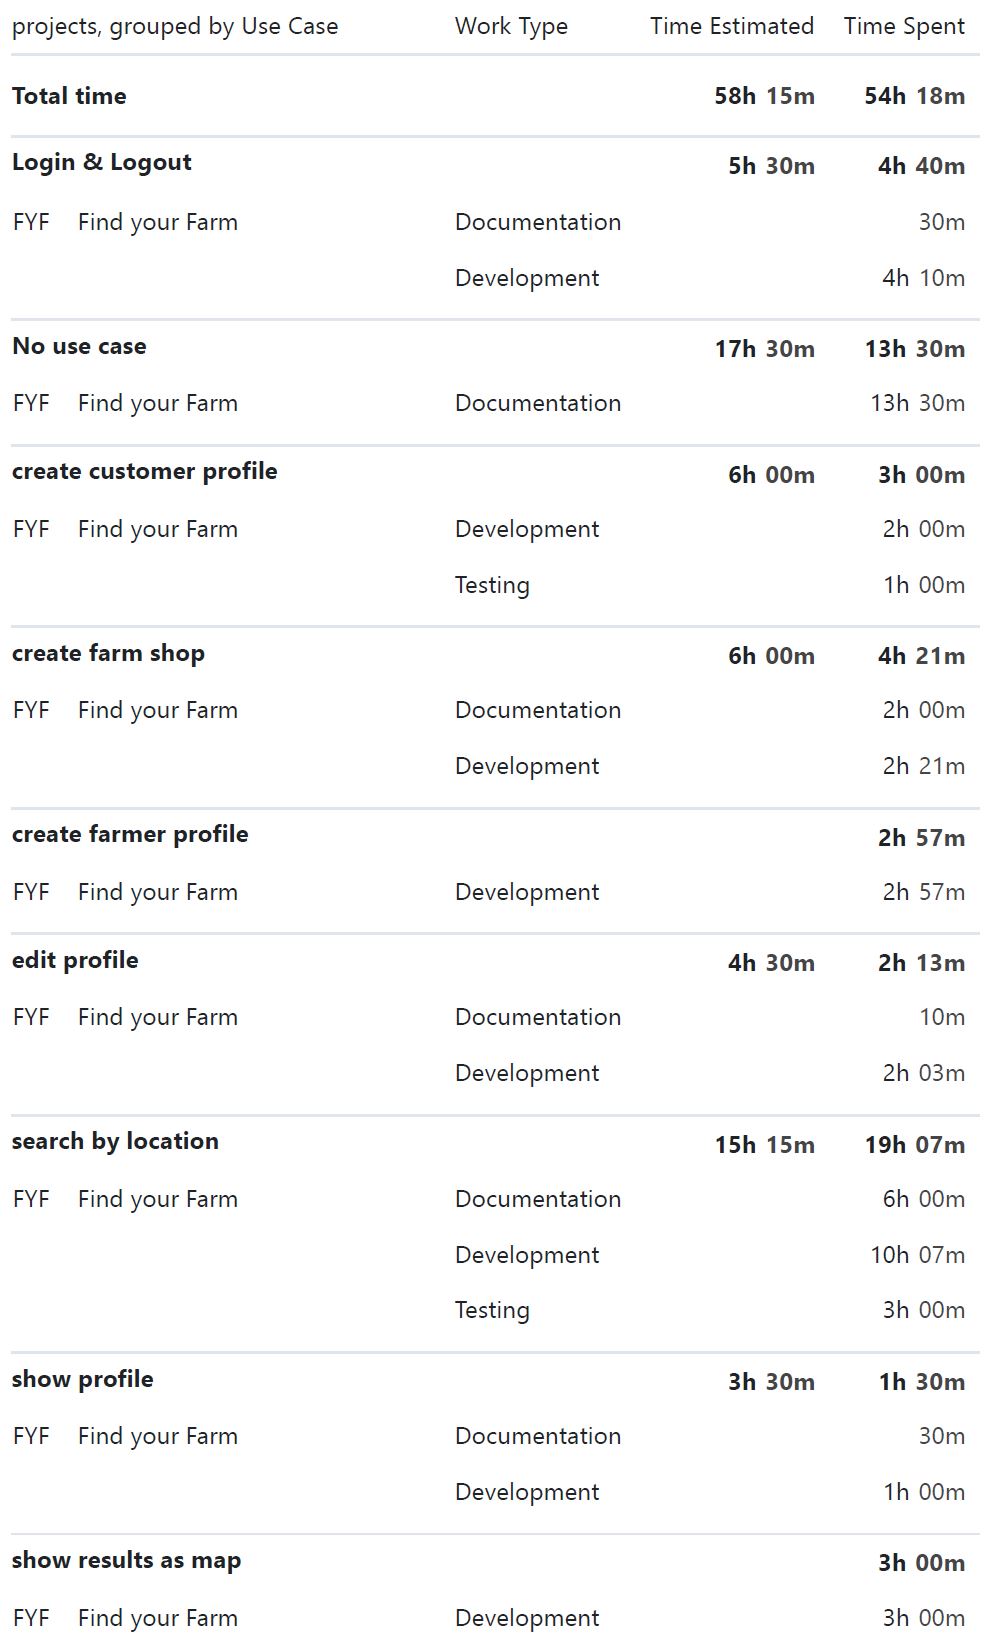 projects, grouped by Use Case Work Type Time Estimated Time Spent
Total time 58h 15m 54h 18m
Login & Logout 5h 30m 4h 40m
FYF Find your Farm Documentation 30m
Development 4h 10m
No use case 17h 30m 13h 30m
FYF Find your Farm Documentation 13h 30m
create customer profile 6h 00m 3h 00m
FYF Find your Farm Development 2h 00m
Testing 1h 00m
create farm shop 6h 00m 4h 21m
FYF Find your Farm Documentation 2h 00m
Development 2h 21m
create farmer profile 2h 57m
FYF Find your Farm Development 2h 57m
edit profile 4h 30m 2h 13m
FYF Find your Farm Documentation 10m
Development 2h 03m
search by location 15h 15m 19h 07m
FYF Find your Farm Documentation 6h 00m
Development 10h 07m
Testing 3h 00m
show profile 3h 30m 1h 30m
FYF Find your Farm Documentation 30m
Development 1h 00m
show results as map 3h 00m
FYF Find your Farm Development 3h 00m